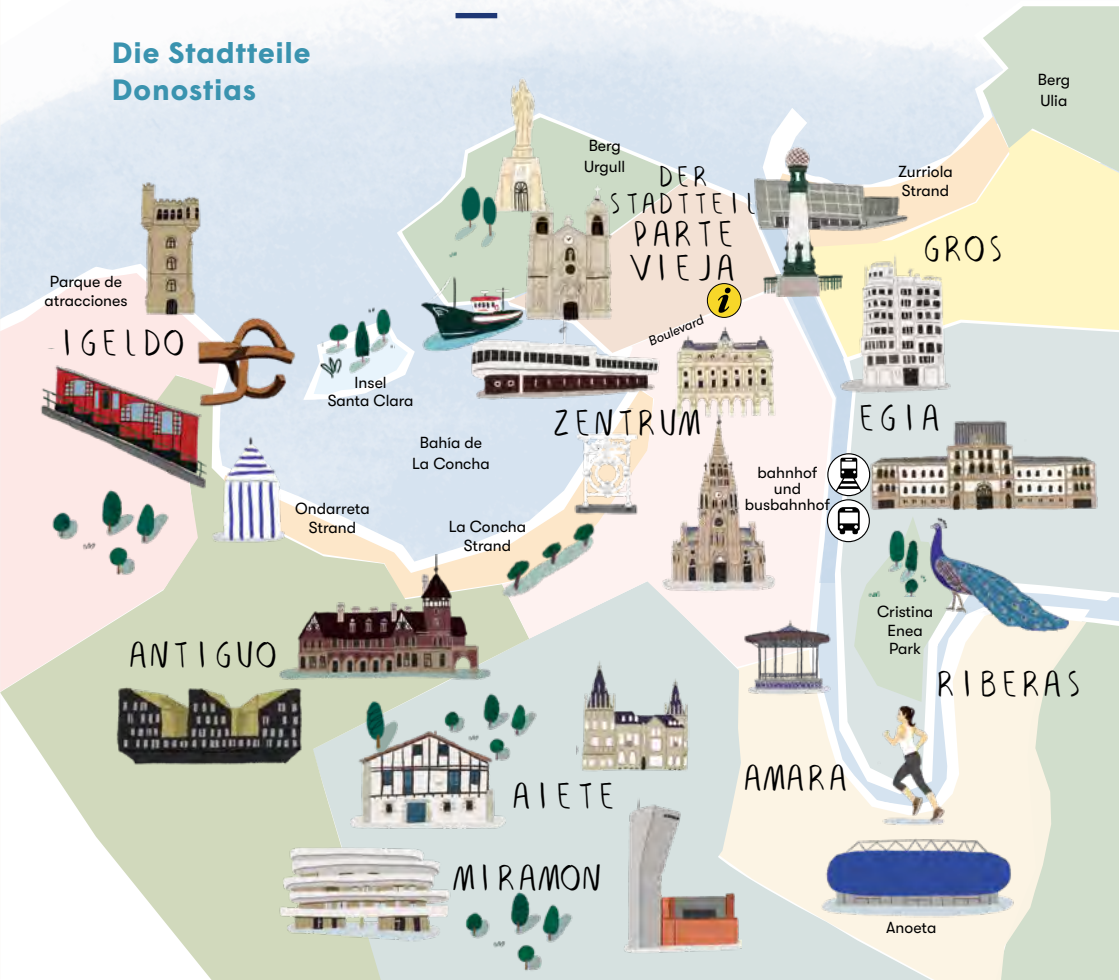 Die Stadtteile
Donostias
Berg
Ulia
Berg
Urgull
DER
STADTTEIL
PARTE
VIEJA
Zurriola
Strand
GROS
Parque de
atracciones
IGELDO
i
Boulevard
Insel
Santa Clara
ZENTRUM
EGIA
Bahía de
La Concha
bahnhof
und
busbahnhof
Ondarreta
Strand
La Concha
Strand
Cristina
Enea
Park
ANTIGUO
RIBERAS
AMARA
AIETE
MIRAMON
Anoeta